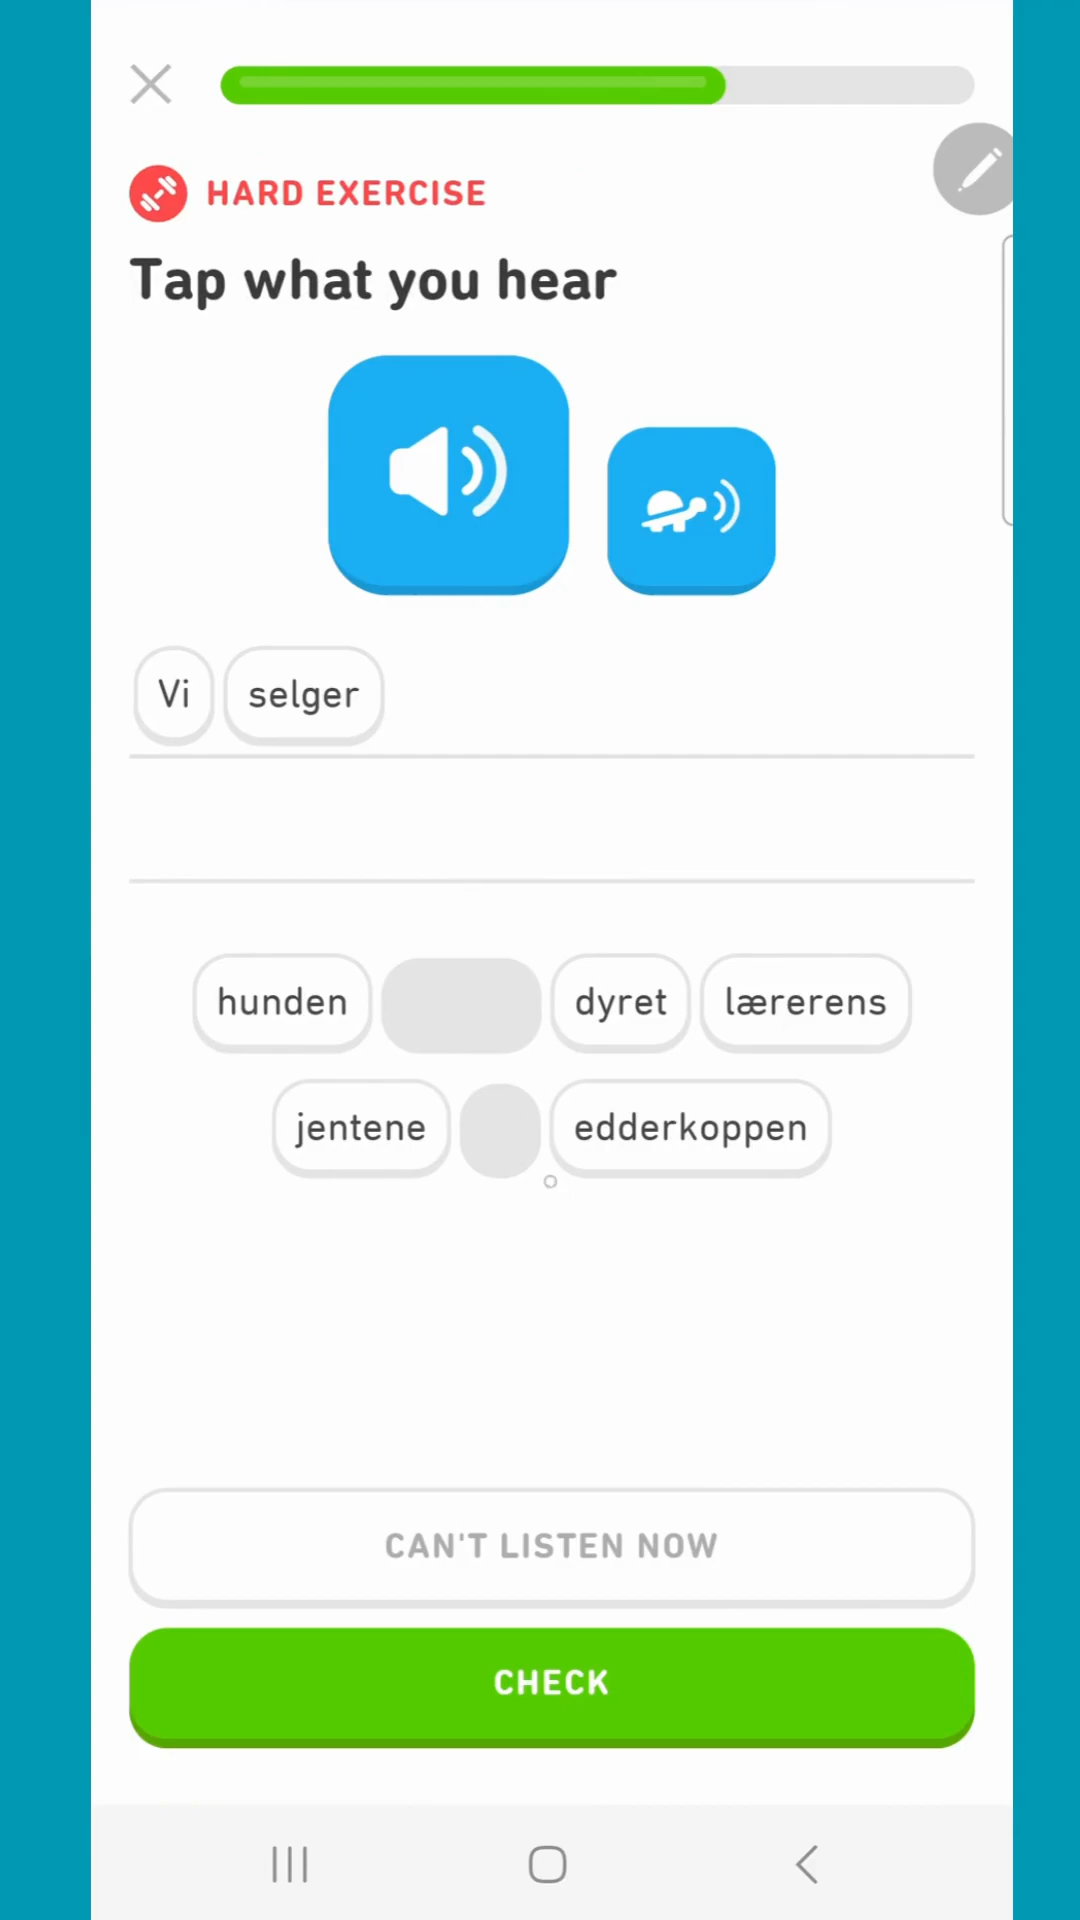 HARD EXERCISE
Tap what you hear
Vi selger
hunden dyret lærerens
jentene edderkoppen
CAN'T LISTEN NOW
CHECK